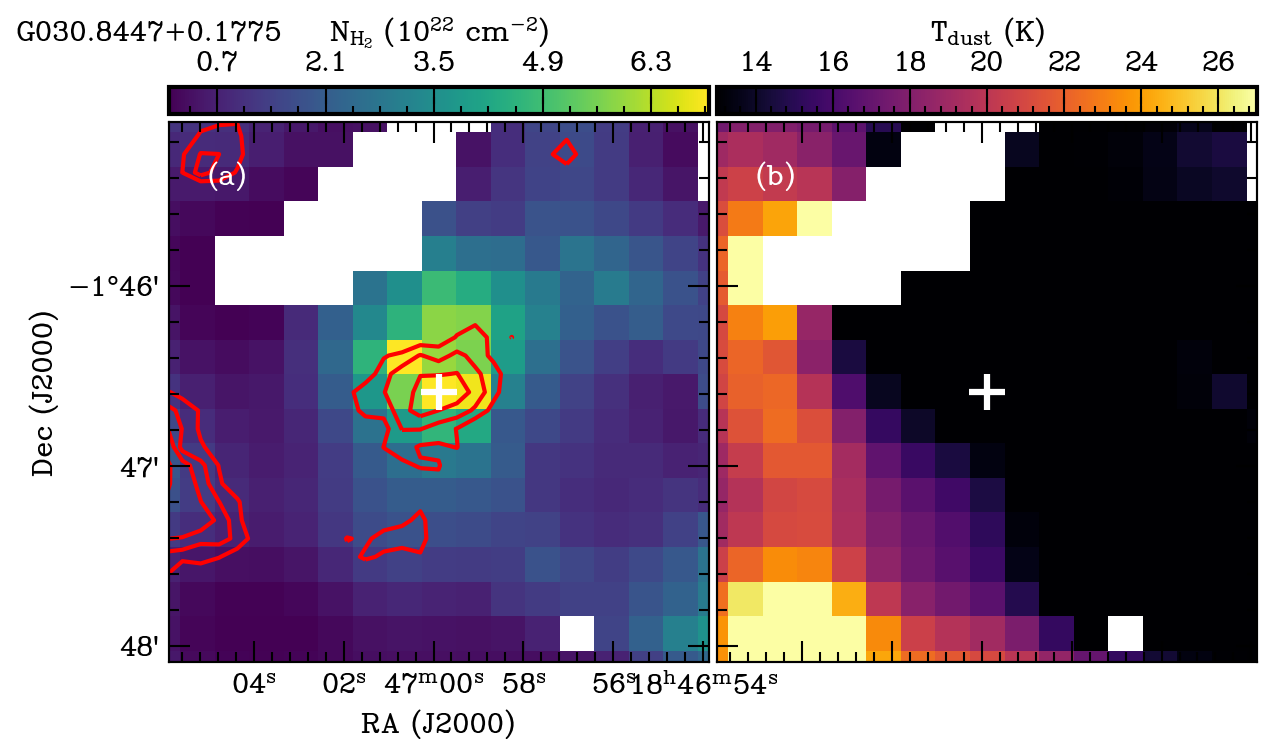 G030.8447+0.1775 N_H₂ (10²² cm⁻²) T_dust (K)
0.7 2.1 3.5 4.9 6.3 14 16 18 20 22 24 26
(a) (b)
−1°46'
Dec (J2000)
47'
48'
04ˢ 02ˢ 47ᵐ00ˢ 58ˢ 56ˢ 18ʰ46ᵐ54ˢ
RA (J2000)